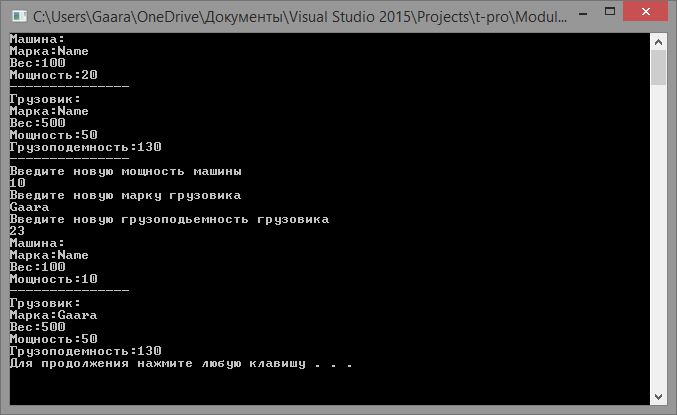 C:\Users\Gaara\OneDrive\Документы\Visual Studio 2015\Projects\t-pro\Modul...
Машина:
Марка:Name
Вес:100
Мощность:20
---------------
Грузовик:
Марка:Name
Вес:500
Мощность:50
Грузоподемность:130
---------------
Введите новую мощность машины
10
Введите новую марку грузовика
Gaara
Введите новую грузоподьемность грузовика
23
Машина:
Марка:Name
Вес:100
Мощность:10
---------------
Грузовик:
Марка:Gaara
Вес:500
Мощность:50
Грузоподемность:130
Для продолжения нажмите любую клавишу . . .